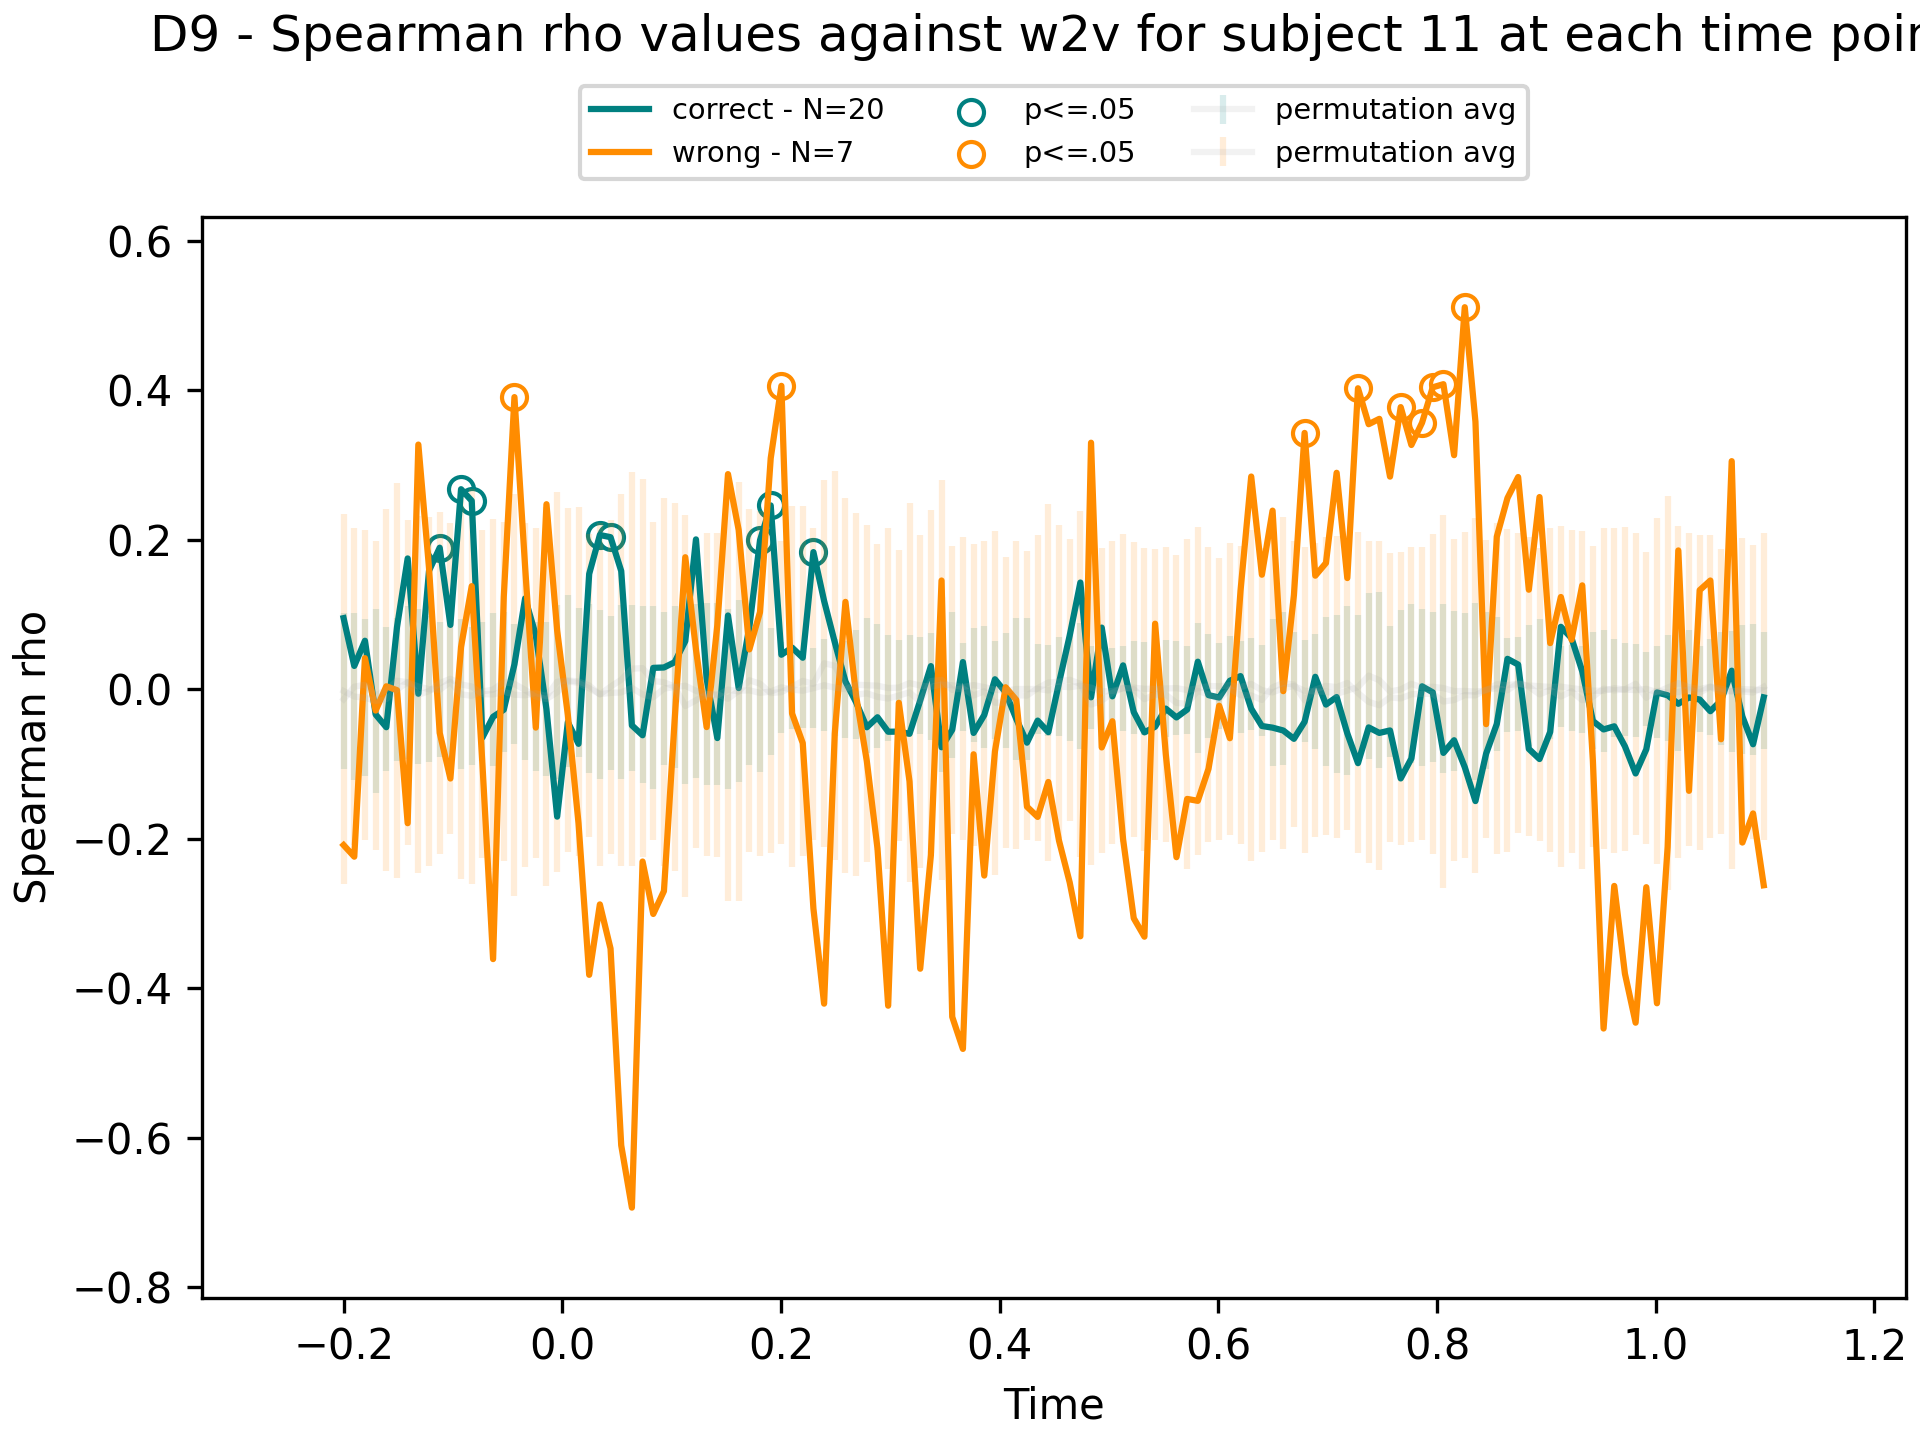 D9 - Spearman rho values against w2v for subject 11 at each time
correct - N=20
wrong - N=7
p<=.05
p<=.05
permutation avg
permutation avg
0.6
0.4
0.2
0.0
−0.2
−0.4
−0.6
−0.8
Spearman rho
−0.2 0.0 0.2 0.4 0.6 0.8 1.0 1.2
Time